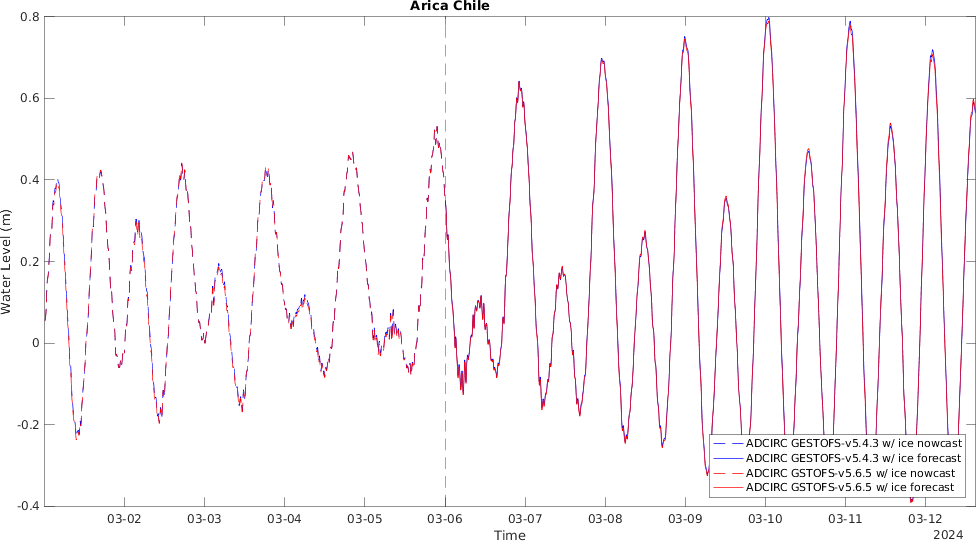 Arica Chile
Water Level (m)
0.8
0.6
0.4
0.2
0
-0.2
-0.4
ADCIRC GESTOFS-v5.4.3 w/ ice nowcast
ADCIRC GESTOFS-v5.4.3 w/ ice forecast
ADCIRC GSTOFS-v5.6.5 w/ ice nowcast
ADCIRC GSTOFS-v5.6.5 w/ ice forecast
03-02 03-03 03-04 03-05 03-06 03-07 03-08 03-09 03-10 03-11 03-12
Time
2024